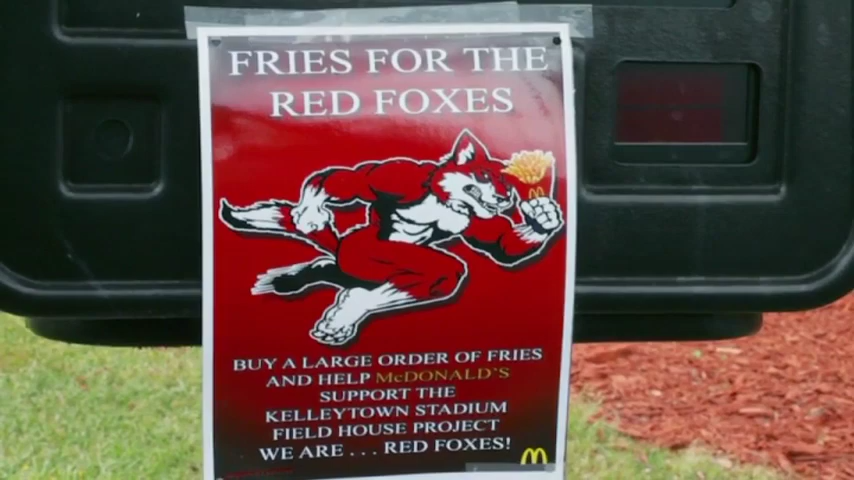 FRIES FOR THE
RED FOXES
BUY A LARGE ORDER OF FRIES
AND HELP McDONALD'S
SUPPORT THE
KELLEYTOWN STADIUM
FIELD HOUSE PROJECT
WE ARE . . . RED FOXES!